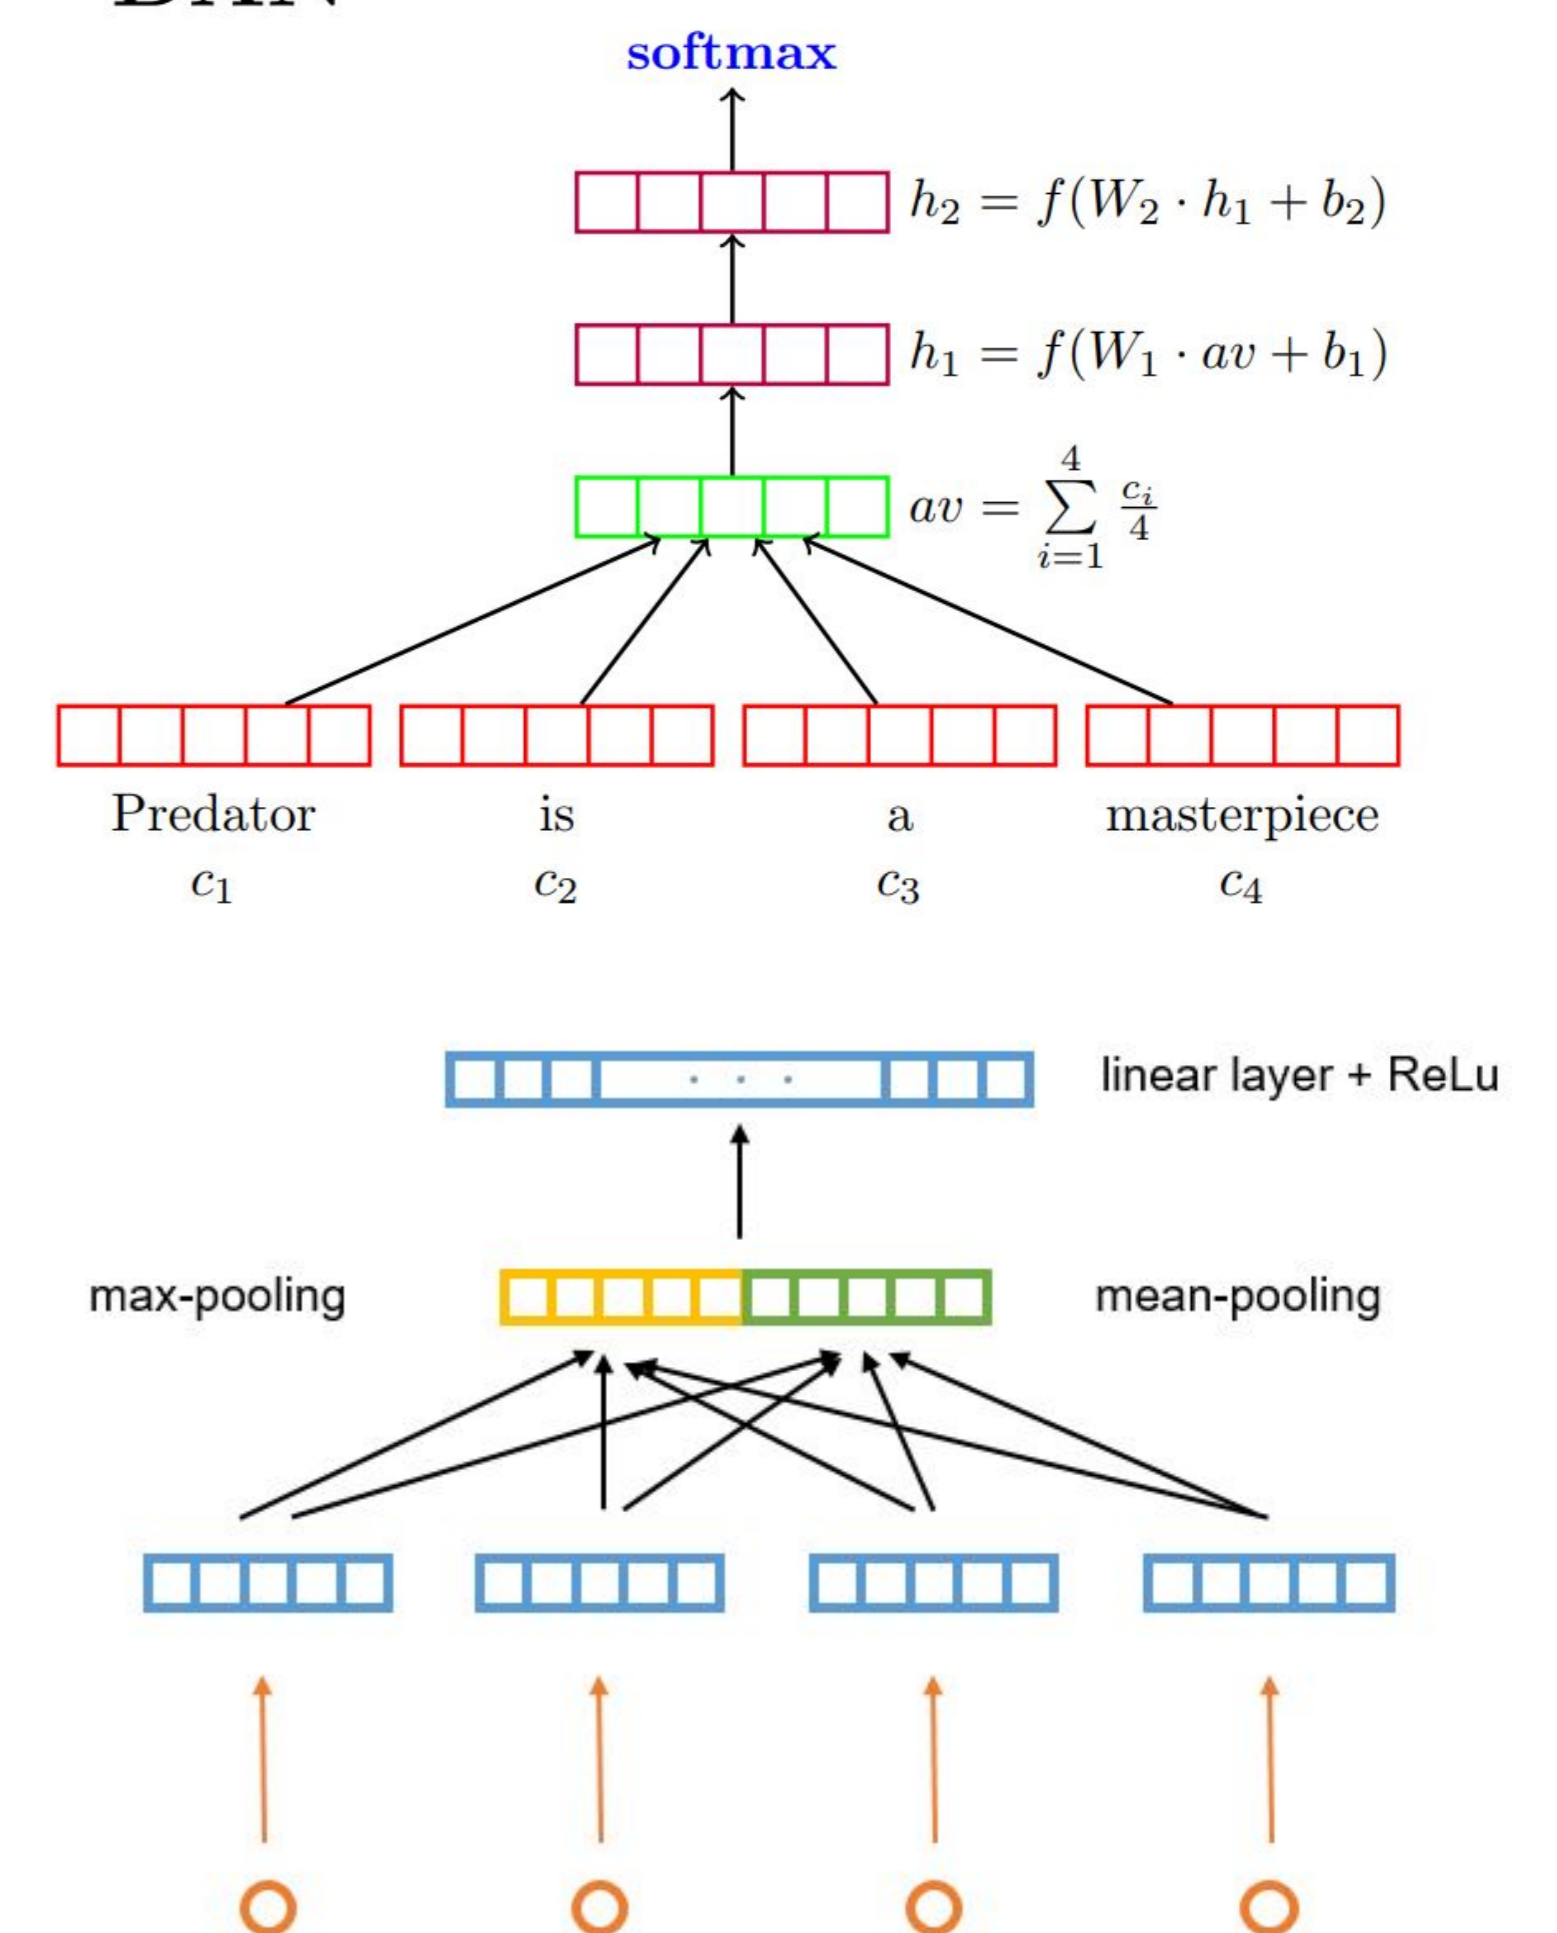 softmax
h₂ = f(W₂ · h₁ + b₂)
h₁ = f(W₁ · av + b₁)
av = ∑_{i=1}^{4} c_i/4
Predator is a masterpiece
c₁ c₂ c₃ c₄
linear layer + ReLu
max-pooling mean-pooling